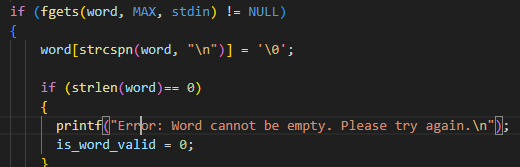 if (fgets(word, MAX, stdin) != NULL)
{
word[strcspn(word, "\n")] = '\0';
if (strlen(word)== 0)
{
printf("Error: Word cannot be empty. Please try again.\n");
is_word_valid = 0;
}